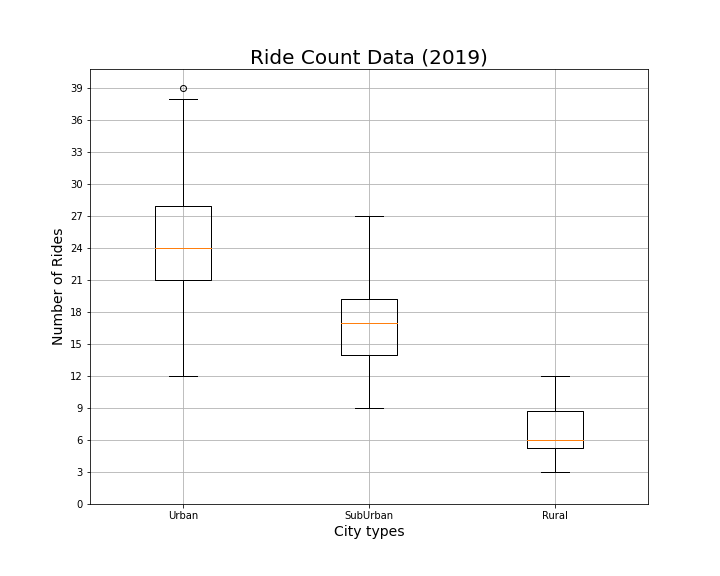 Ride Count Data (2019)
Number of Rides
39
36
33
30
27
24
21
18
15
12
9
6
3
0
Urban
SubUrban
Rural
City types